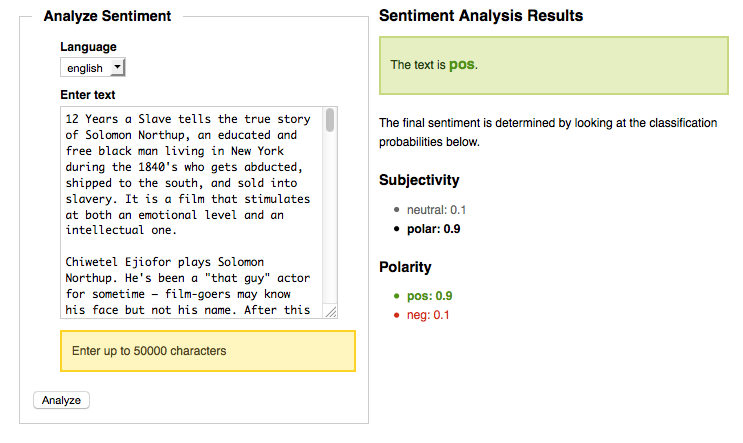 Analyze Sentiment
Language
english
Enter text
12 Years a Slave tells the true story
of Solomon Northup, an educated and
free black man living in New York
during the 1840's who gets abducted,
shipped to the south, and sold into
slavery. It is a film that stimulates
at both an emotional level and an
intellectual one.
Chiwetel Ejiofor plays Solomon
Northup. He's been a "that guy" actor
for sometime – film-goers may know
his face but not his name. After this
Enter up to 50000 characters
Analyze
Sentiment Analysis Results
The text is pos.
The final sentiment is determined by looking at the classification
probabilities below.
Subjectivity
neutral: 0.1
polar: 0.9
Polarity
pos: 0.9
neg: 0.1